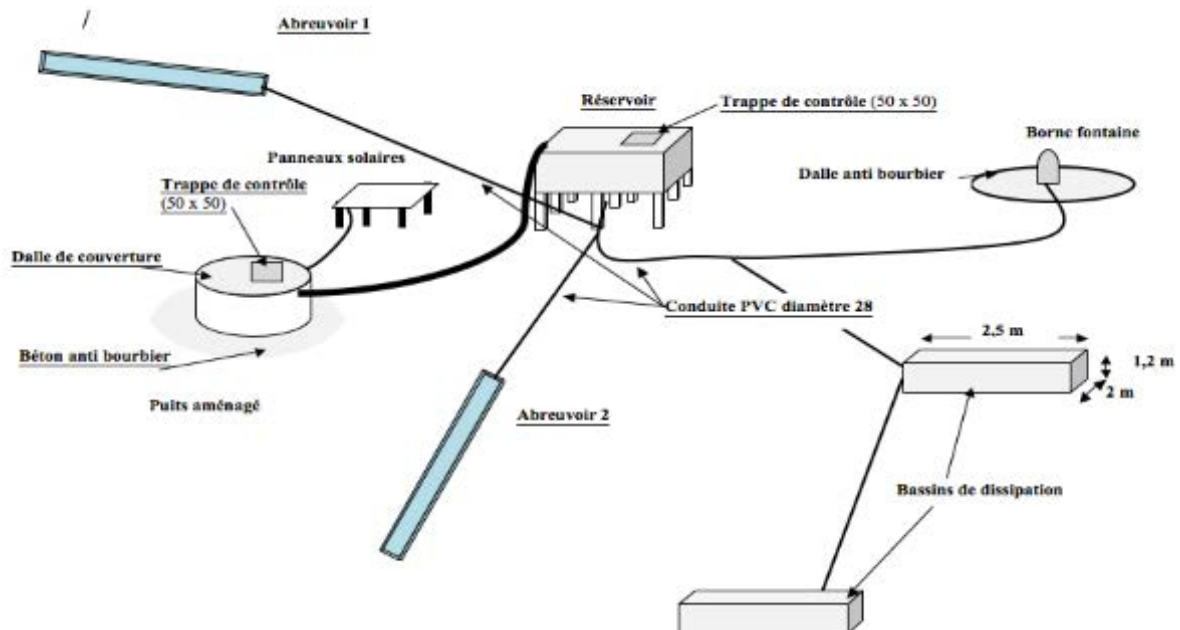 /
Abreuvoir 1
Réservoir
Trappe de contrôle (50 x 50)
Borne fontaine
Panneaux solaires
Dalle anti bourbier
Trappe de contrôle
(50 x 50)
Dalle de couverture
Conduite PVC diamètre 28
2,5 m
1,2 m
2 m
Béton anti bourbier
Puits aménagé
Abreuvoir 2
Bassins de dissipation